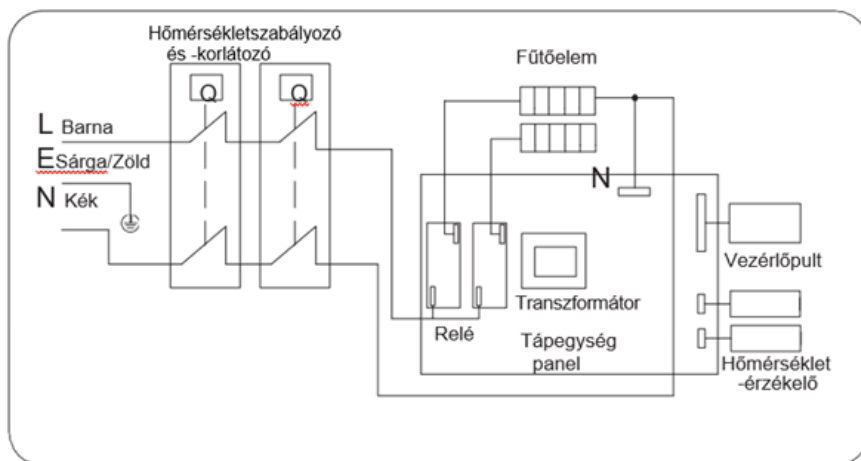 Hőmérsékletszabályozó
és -korlátozó
Q
Q
Fűtőelem
L Barna
E Sárga/Zöld
N Kék
N
Vezérlőpult
Transzformátor
Relé
Tápegység
panel
Hőmérséklet
-érzékelő